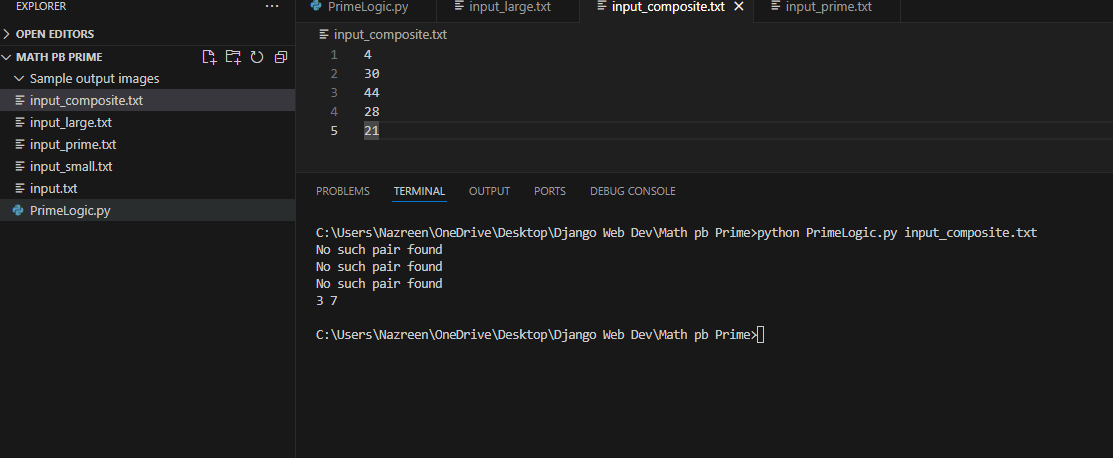 EXPLORER
OPEN EDITORS
MATH PB PRIME
Sample output images
input_composite.txt
input_large.txt
input_prime.txt
input_small.txt
input.txt
PrimeLogic.py
PrimeLogic.py input_large.txt input_composite.txt input_prime.txt
input_composite.txt
1 4
2 30
3 44
4 28
5 21
PROBLEMS TERMINAL OUTPUT PORTS DEBUG CONSOLE
C:\Users\Nazreen\OneDrive\Desktop\Django Web Dev\Math pb Prime>python PrimeLogic.py input_composite.txt
No such pair found
No such pair found
No such pair found
3 7
C:\Users\Nazreen\OneDrive\Desktop\Django Web Dev\Math pb Prime>